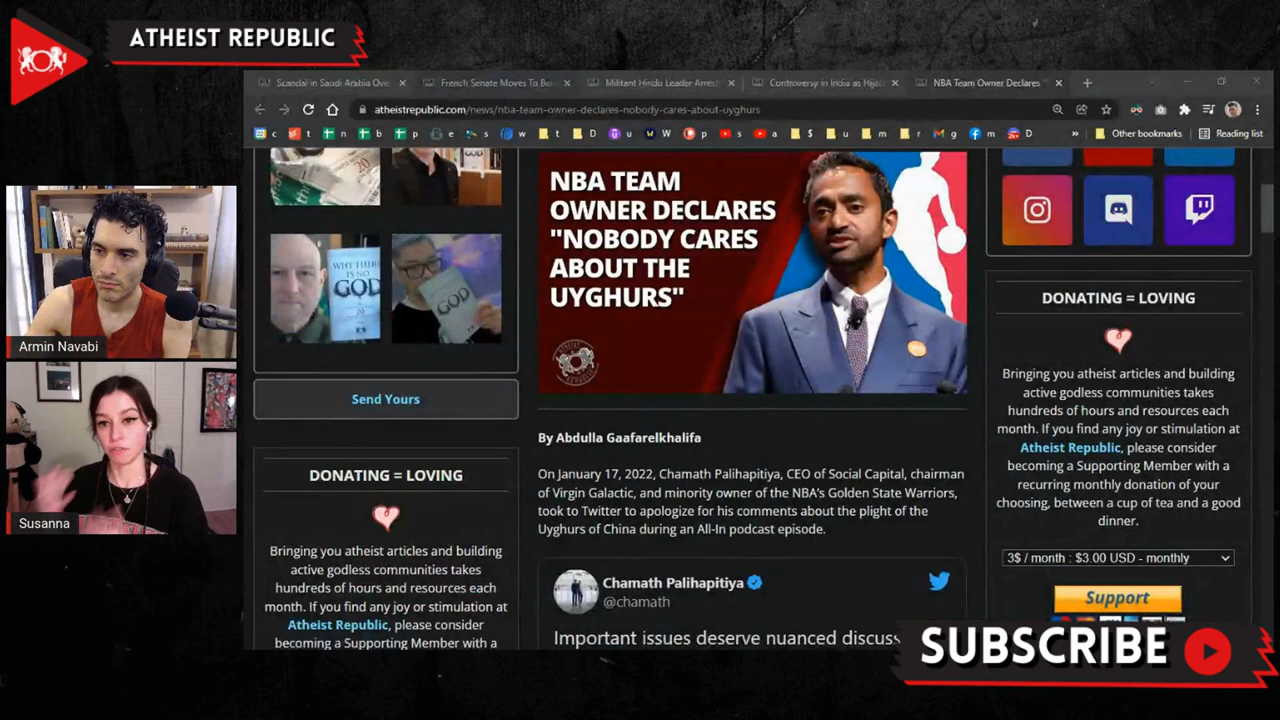 ATHEIST REPUBLIC
Scandal in Saudi Arabia Ove
French Senate Moves To Ba
Militant Hindu Leader Arrest
Controversy in India as Hija
NBA Team Owner Declares "
atheistrepublic.com/news/nba-team-owner-declares-nobody-cares-about-uyghurs
Other bookmarks
Reading list
NBA TEAM
OWNER DECLARES
"NOBODY CARES
ABOUT THE
UYGHURS"
WHY THERE
IS NO
GOD
GOD
Send Yours
DONATING = LOVING
Bringing you atheist articles and building
active godless communities takes
hundreds of hours and resources each
month. If you find any joy or stimulation at
Atheist Republic, please consider
becoming a Supporting Member with a
By Abdulla Gaafarelkhalifa
On January 17, 2022, Chamath Palihapitiya, CEO of Social Capital, chairman
of Virgin Galactic, and minority owner of the NBA's Golden State Warriors,
took to Twitter to apologize for his comments about the plight of the
Uyghurs of China during an All-In podcast episode.
Chamath Palihapitiya
@chamath
Important issues deserve nuanced discuss
DONATING = LOVING
Bringing you atheist articles and building
active godless communities takes
hundreds of hours and resources each
month. If you find any joy or stimulation at
Atheist Republic, please consider
becoming a Supporting Member with a
recurring monthly donation of your
choosing, between a cup of tea and a good
dinner.
3$ / month : $3.00 USD - monthly
Support
Armin Navabi
Susanna
SUBSCRIBE